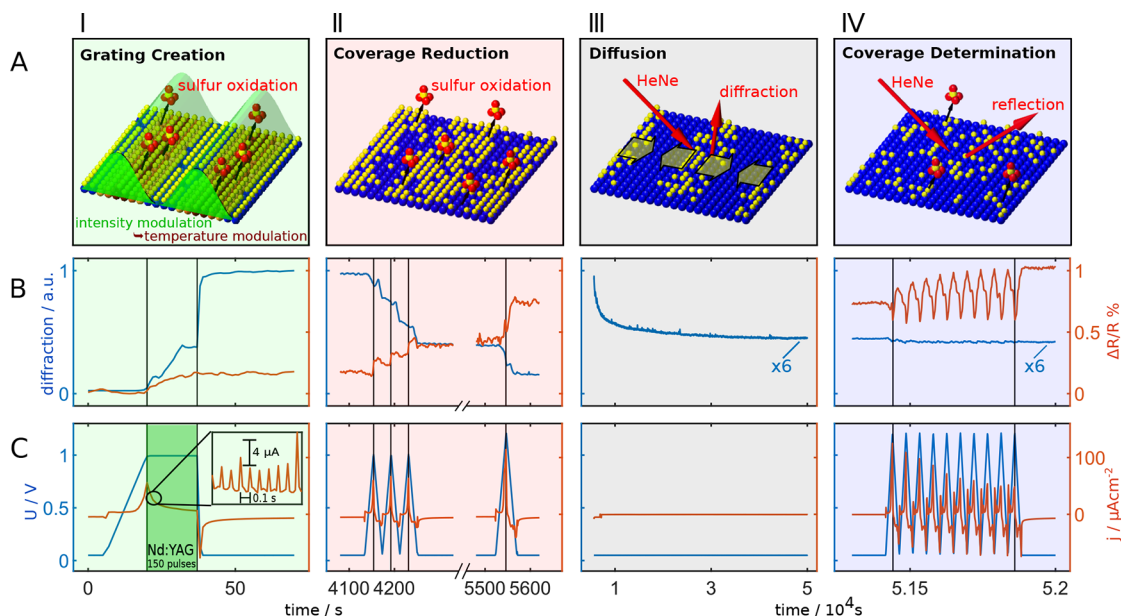 I II III IV
A
Grating Creation
sulfur oxidation
intensity modulation
➥temperature modulation
Coverage Reduction
sulfur oxidation
Diffusion
HeNe
diffraction
Coverage Determination
HeNe
reflection
B
diffraction / a.u.
1
0
x6
x6
1
0.5
0
ΔR/R %
C
U / V
1
0.5
0
4 µA
0.1 s
Nd:YAG
150 pulses
100
0
j / µAcm⁻²
0 50
4100 4200 5500 5600
1 3 5
5.15 5.2
time / s
time / 10⁴s